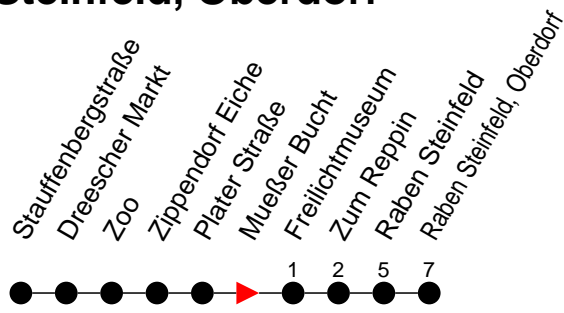 Steinfeld, Oberdorf
Stauffenbergstraße
Dreescher Markt
Zoo
Zippendorf Eiche
Plater Straße
Mueßer Bucht
Freilichtmuseum
Zum Reppin
Raben Steinfeld
Raben Steinfeld, Oberdorf
1 2 5 7